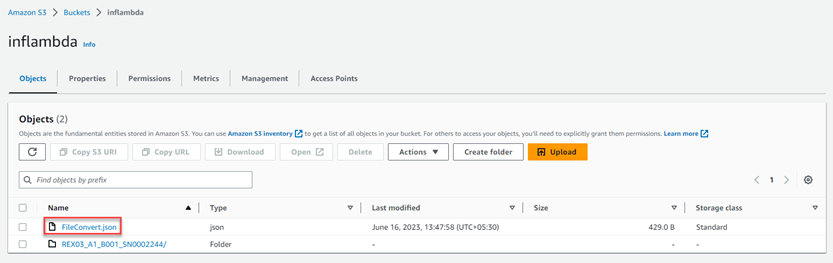 Amazon S3 > Buckets > inflambda
inflambda Info
Objects Properties Permissions Metrics Management Access Points
Objects (2)
Objects are the fundamental entities stored in Amazon S3. You can use Amazon S3 inventory to get a list of all objects in your bucket. For others to access your objects, you'll need to explicitly grant them permissions. Learn more
Copy S3 URI Copy URL Download Open Delete Actions Create folder Upload
Find objects by prefix
1
Name Type Last modified Size Storage class
FileConvert.json json June 16, 2023, 13:47:58 (UTC+05:30) 429.0 B Standard
REX03_A1_B001_SN0002244/ Folder - - -